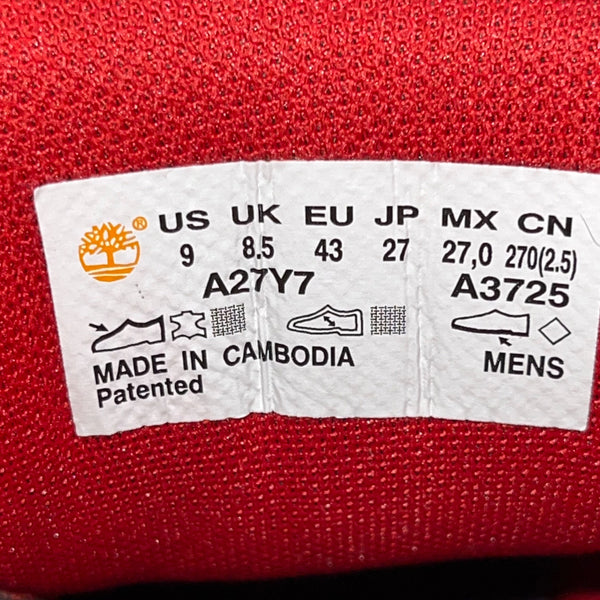 ® US UK EU JP MX CN
9 8.5 43 27 27,0 270(2.5)
A27Y7 A3725
MADE IN CAMBODIA MENS
Patented